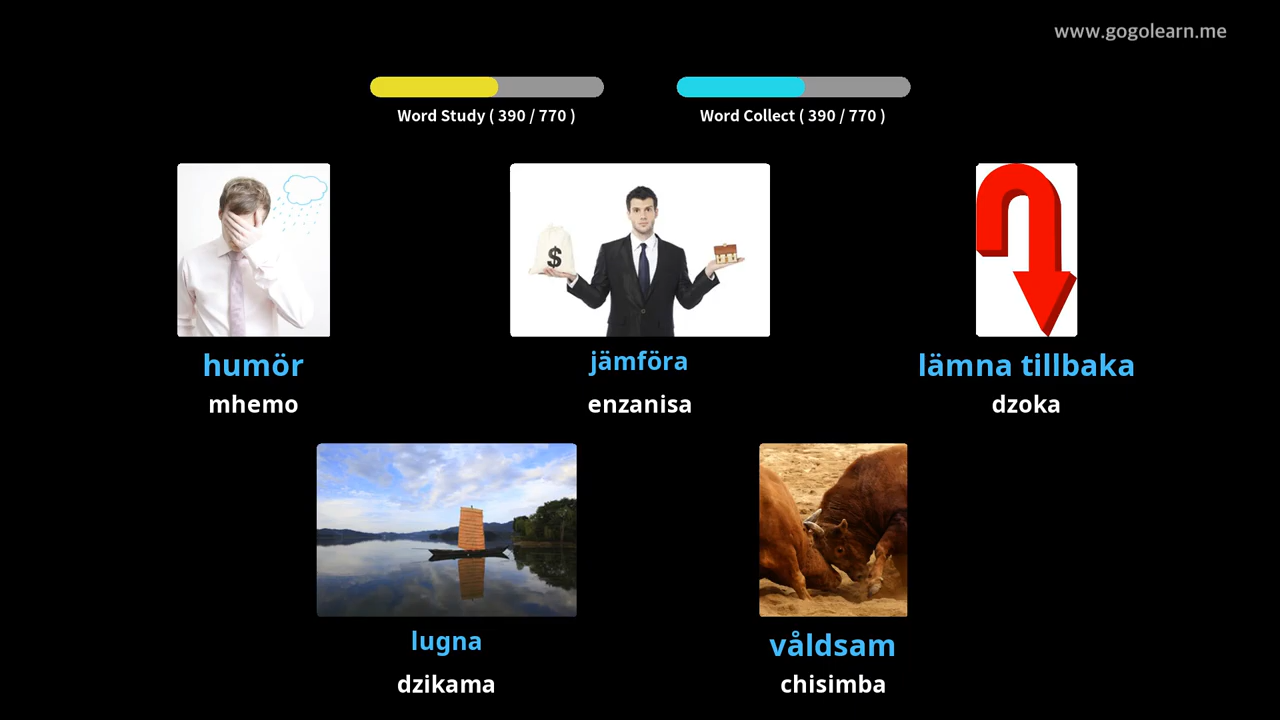 www.gogolearn.me
Word Study ( 390 / 770 )
Word Collect ( 390 / 770 )
$
humör
mhemo
jämföra
enzanisa
lämna tillbaka
dzoka
lugna
dzikama
våldsam
chisimba